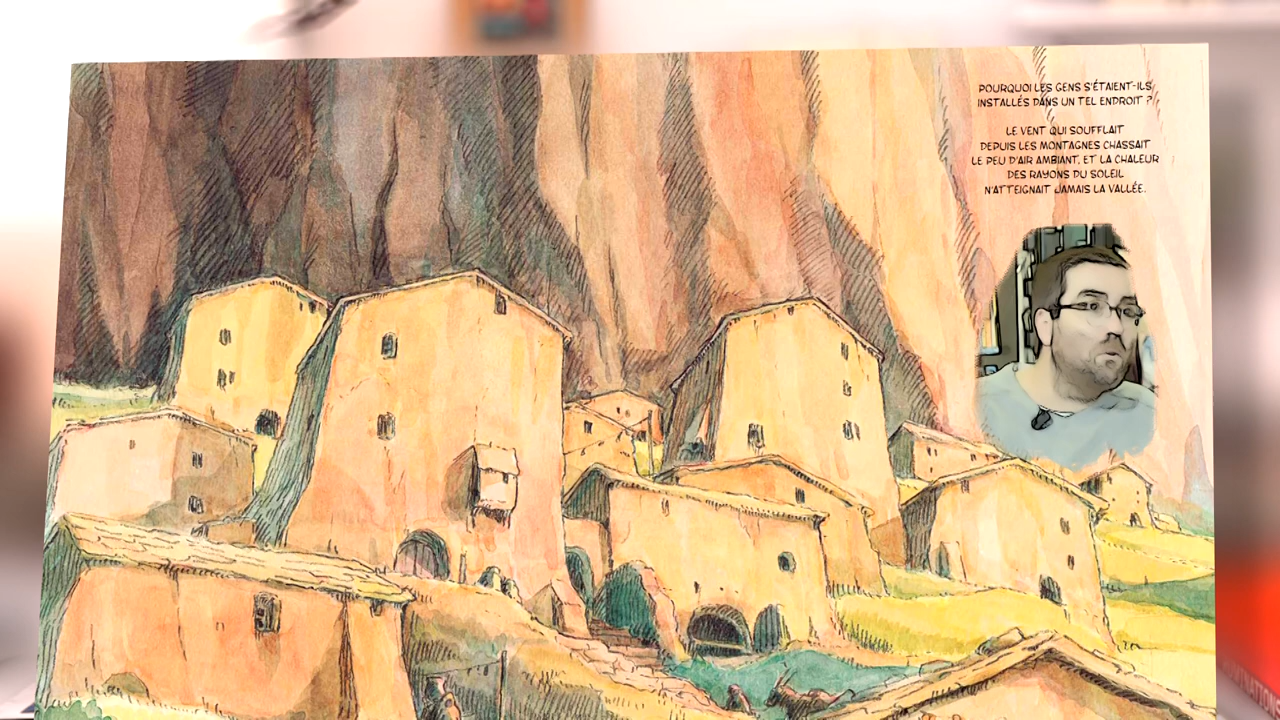 POURQUOI LES GENS S'ÉTAIENT-ILS
INSTALLÉS DANS UN TEL ENDROIT ?
LE VENT QUI SOUFFLAIT
DEPUIS LES MONTAGNES CHASSAIT
LE PEU D'AIR AMBIANT, ET LA CHALEUR
DES RAYONS DU SOLEIL
N'ATTEIGNAIT JAMAIS LA VALLÉE.